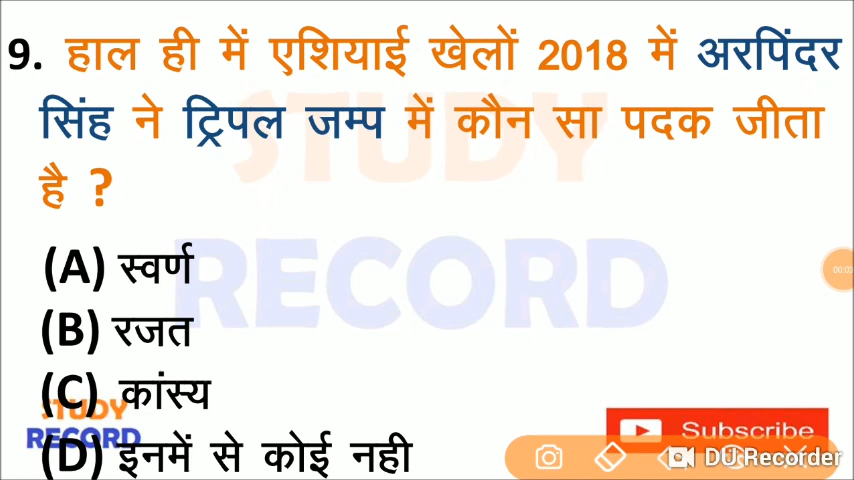 9. हाल ही में एशियाई खेलों 2018 में अरपिंदर
सिंह ने ट्रिपल जम्प में कौन सा पदक जीता
है ?
STUDY
RECORD
(A) स्वर्ण
(B) रजत
(C) कांस्य
(D) इनमें से कोई नही
STUDY
RECORD
Subscribe
DU Recorder